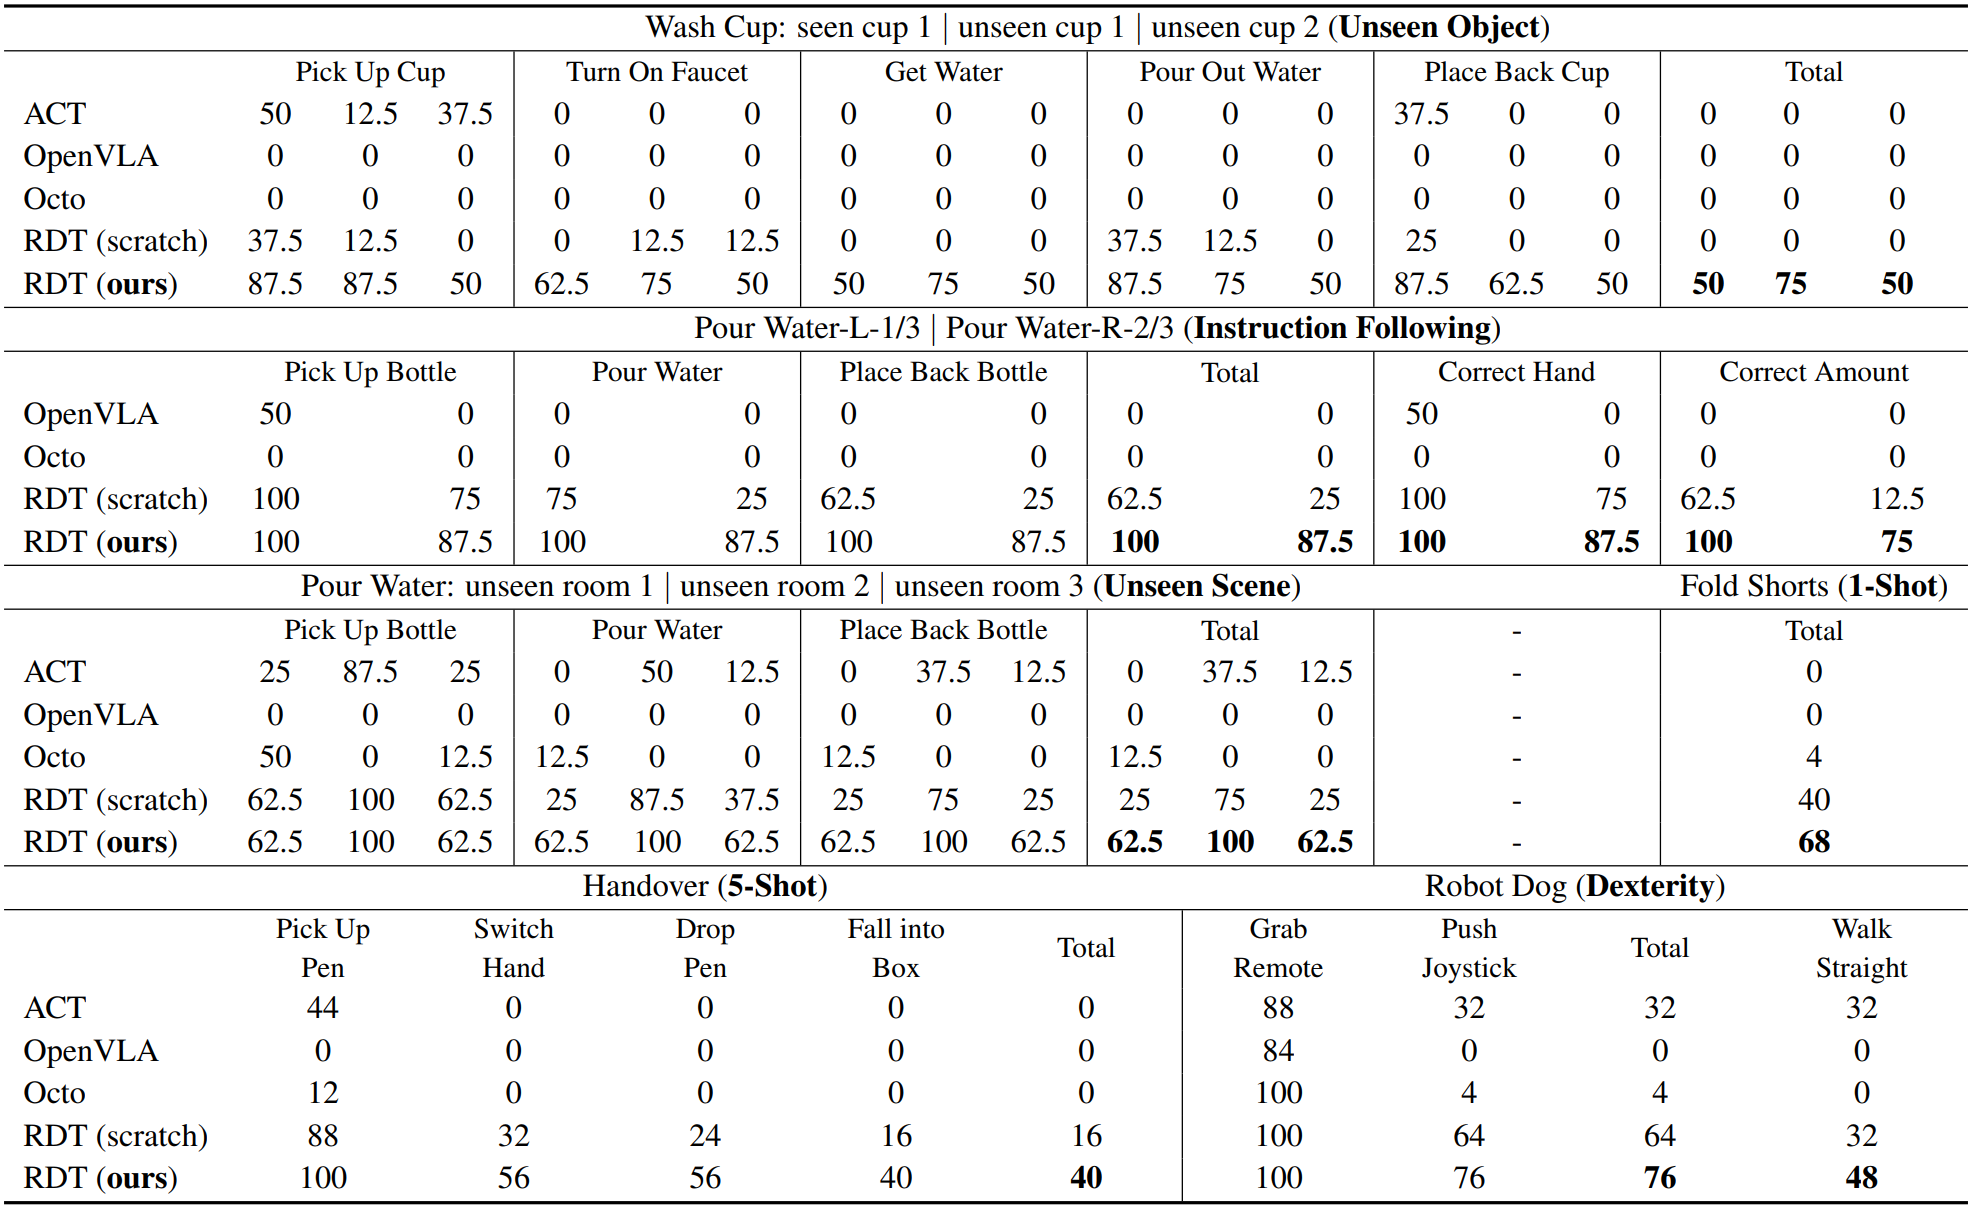 Wash Cup: seen cup 1 | unseen cup 1 | unseen cup 2 (Unseen Object)
Pick Up Cup Turn On Faucet Get Water Pour Out Water Place Back Cup Total
ACT 50 12.5 37.5 0 0 0 0 0 0 0 0 0 37.5 0 0 0 0 0
OpenVLA 0 0 0 0 0 0 0 0 0 0 0 0 0 0 0 0 0 0
Octo 0 0 0 0 0 0 0 0 0 0 0 0 0 0 0 0 0 0
RDT (scratch) 37.5 12.5 0 0 12.5 12.5 0 0 0 37.5 12.5 0 25 0 0 0 0 0
RDT (ours) 87.5 87.5 50 62.5 75 50 50 75 50 87.5 75 50 87.5 62.5 50 50 75 50
Pour Water-L-1/3 | Pour Water-R-2/3 (Instruction Following)
Pick Up Bottle Pour Water Place Back Bottle Total Correct Hand Correct Amount
OpenVLA 50 0 0 0 0 0 0 0 50 0 0 0
Octo 0 0 0 0 0 0 0 0 0 0 0 0
RDT (scratch) 100 75 75 25 62.5 25 62.5 25 100 75 62.5 12.5
RDT (ours) 100 87.5 100 87.5 100 87.5 100 87.5 100 87.5 100 75
Pour Water: unseen room 1 | unseen room 2 | unseen room 3 (Unseen Scene) Fold Shorts (1-Shot)
Pick Up Bottle Pour Water Place Back Bottle Total - Total
ACT 25 87.5 25 0 50 12.5 0 37.5 12.5 0 37.5 12.5 - 0
OpenVLA 0 0 0 0 0 0 0 0 0 0 0 0 - 0
Octo 50 0 12.5 12.5 0 0 12.5 0 0 12.5 0 0 - 4
RDT (scratch) 62.5 100 62.5 25 87.5 37.5 25 75 25 25 75 25 - 40
RDT (ours) 62.5 100 62.5 62.5 100 62.5 62.5 100 62.5 62.5 100 62.5 - 68
Handover (5-Shot) Robot Dog (Dexterity)
Pick Up Switch Drop Fall into Total Grab Push Total Walk
Pen Hand Pen Box Remote Joystick Straight
ACT 44 0 0 0 0 88 32 32 32
OpenVLA 0 0 0 0 0 84 0 0 0
Octo 12 0 0 0 0 100 4 4 0
RDT (scratch) 88 32 24 16 16 100 64 64 32
RDT (ours) 100 56 56 40 40 100 76 76 48